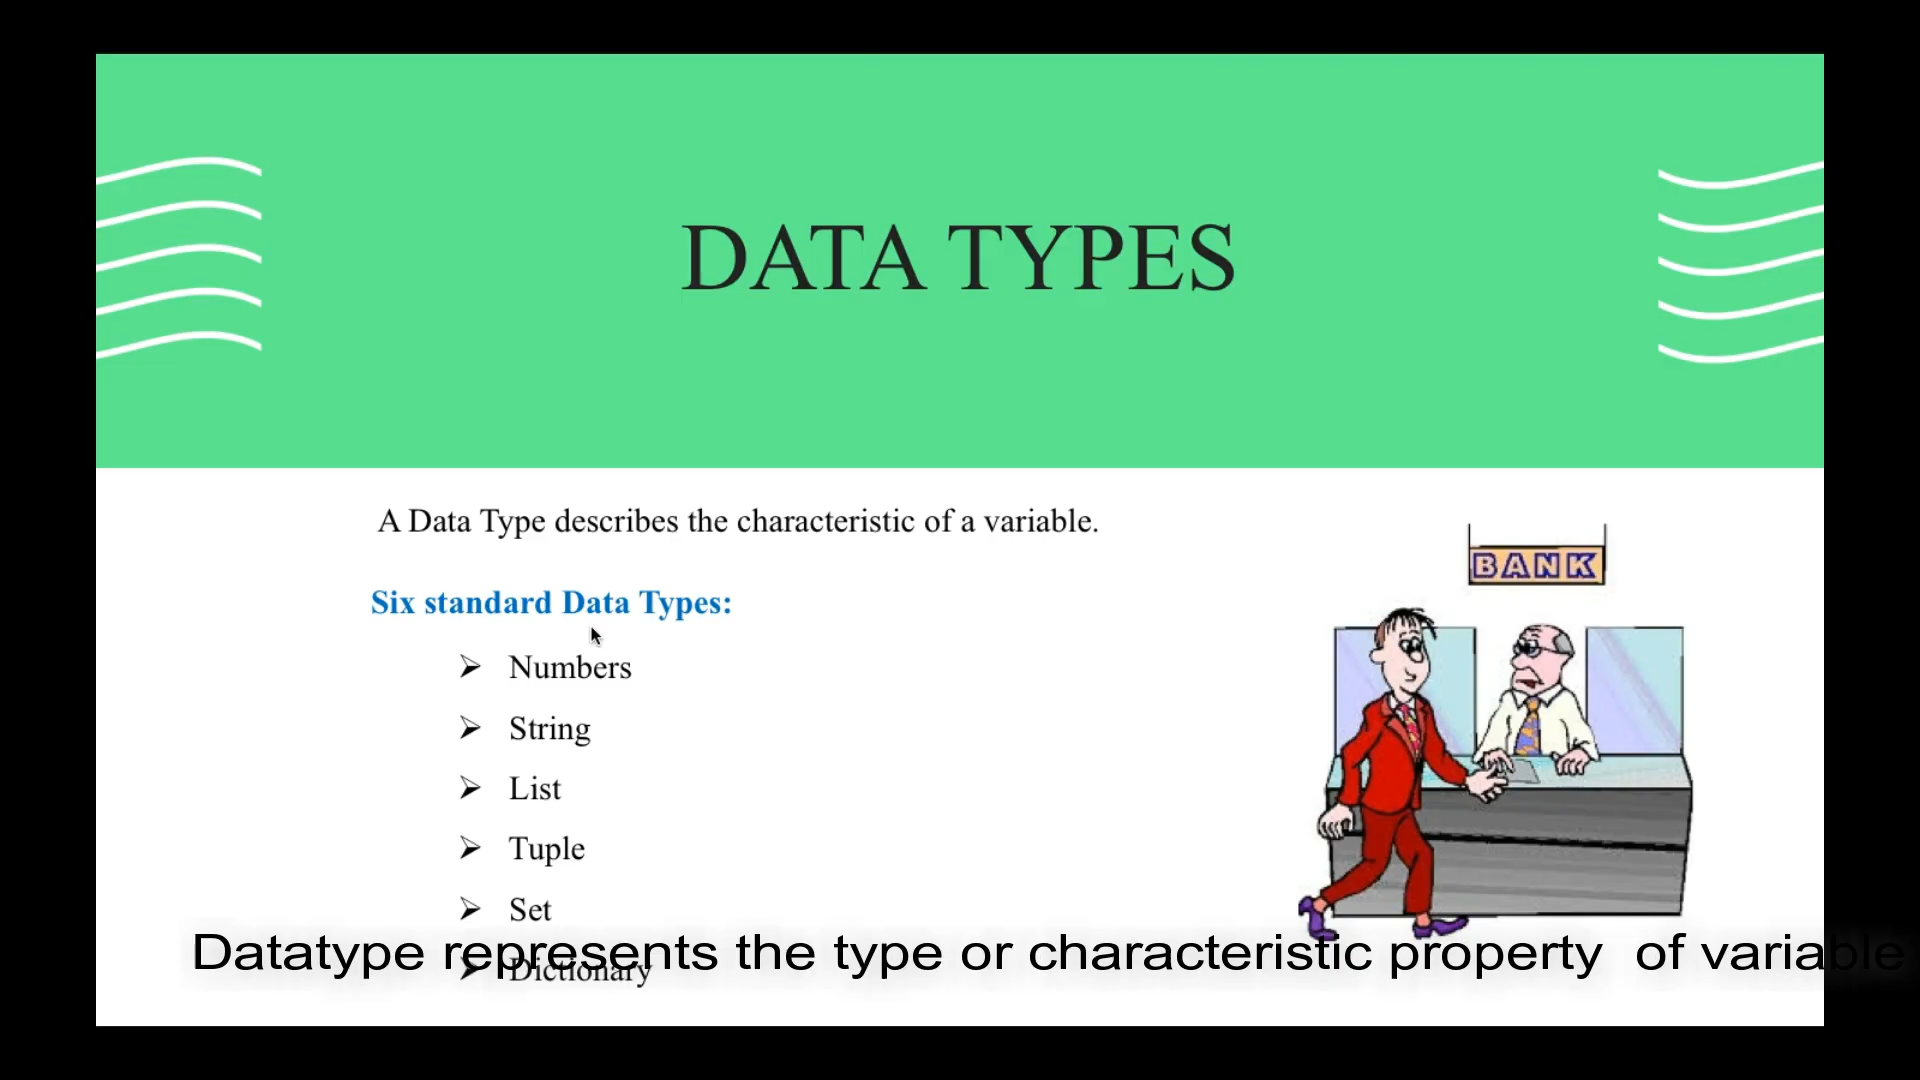 DATA TYPES
A Data Type describes the characteristic of a variable.
BANK
Six standard Data Types:
➢ Numbers
➢ String
➢ List
➢ Tuple
➢ Set
➢ Dictionary
Datatype represents the type or characteristic property of variable